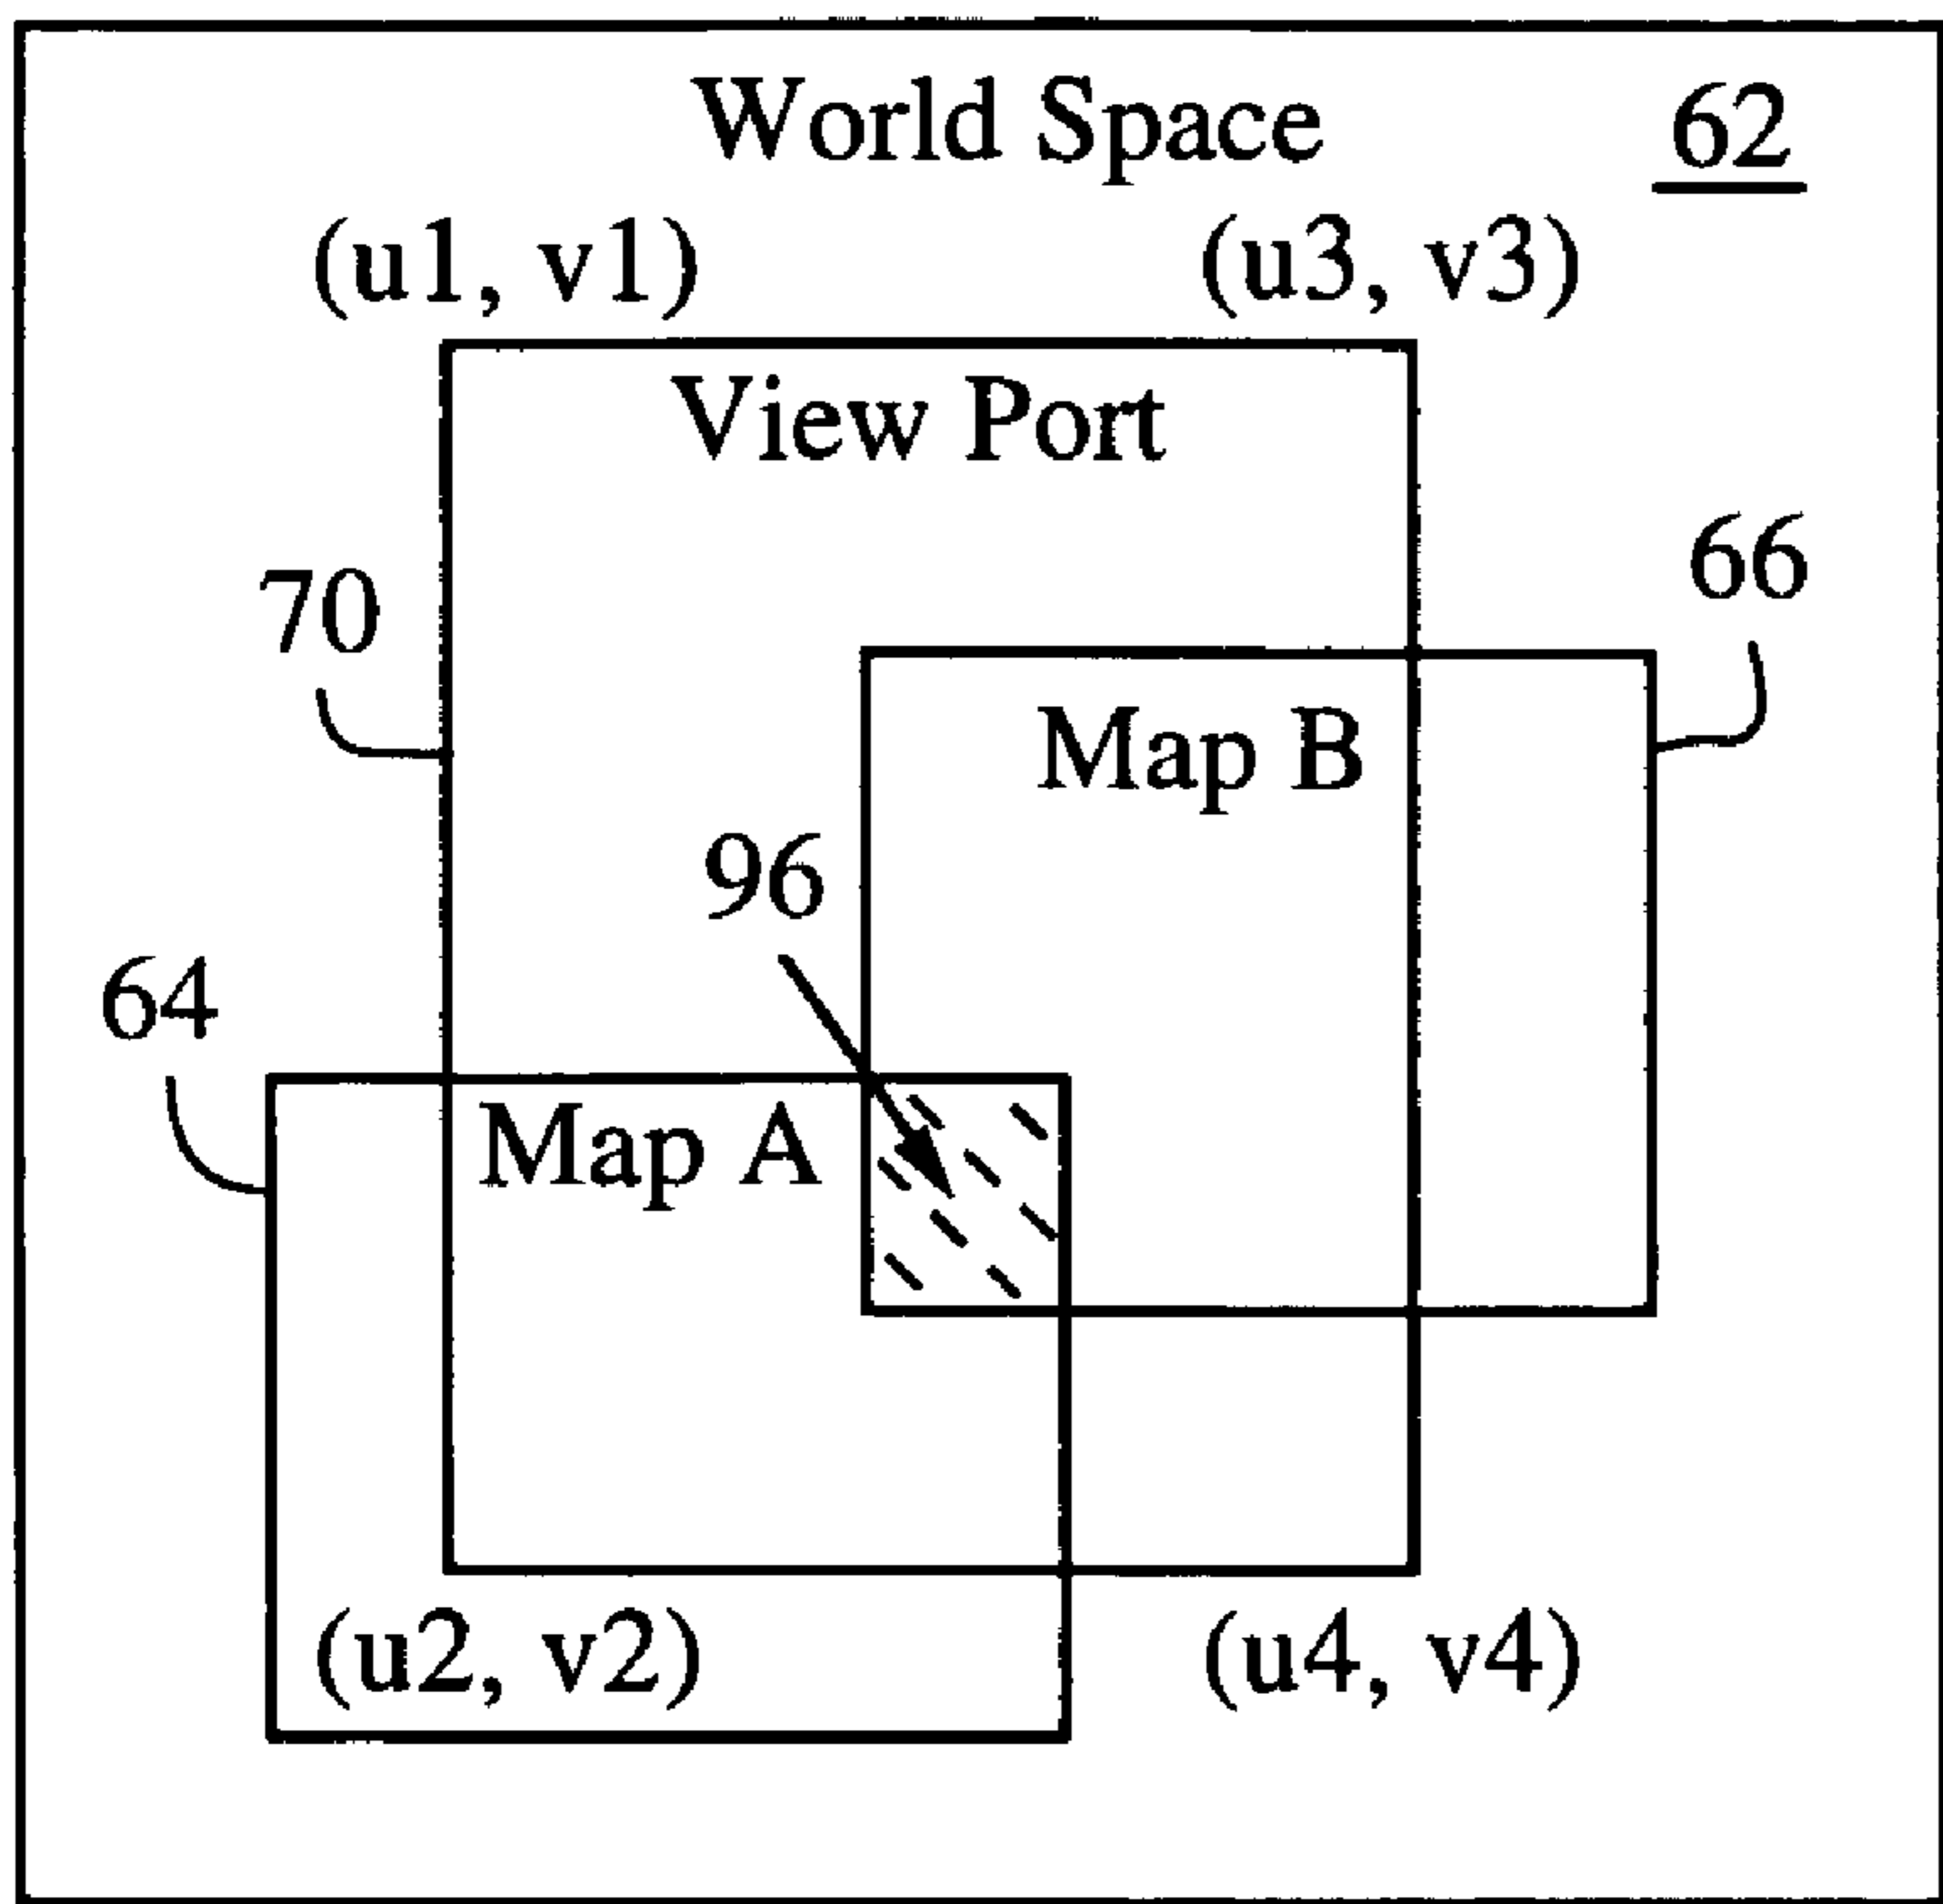 World Space
62
(u1, v1)
(u3, v3)
View Port
66
70
Map B
96
64
Map A
(u2, v2)
(u4, v4)